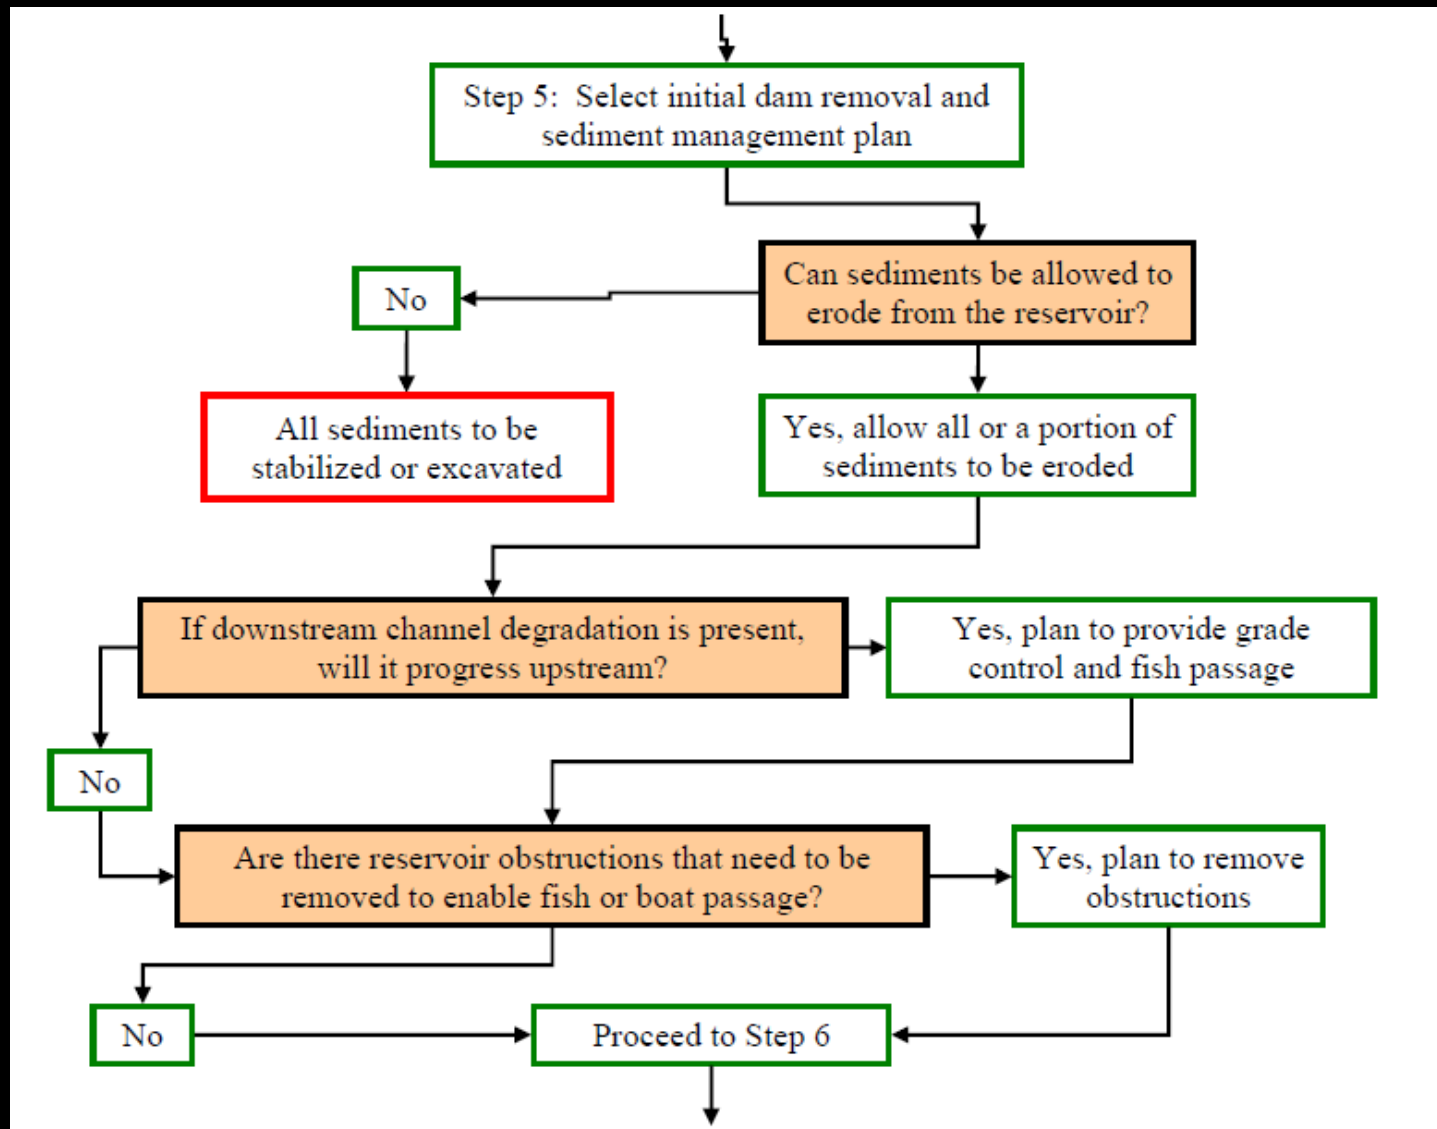 Step 5:  Select initial dam removal and
sediment management plan
Can sediments be allowed to
erode from the reservoir?
No
All sediments to be
stabilized or excavated
Yes, allow all or a portion of
sediments to be eroded
If downstream channel degradation is present,
will it progress upstream?
Yes, plan to provide grade
control and fish passage
No
Are there reservoir obstructions that need to be
removed to enable fish or boat passage?
Yes, plan to remove
obstructions
No
Proceed to Step 6